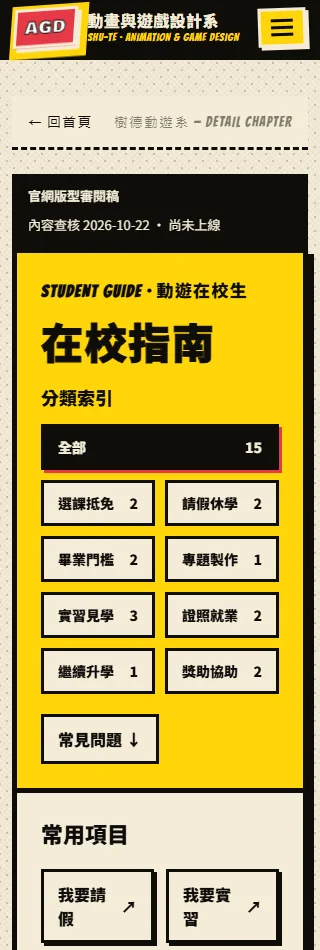 AGD
動畫與遊戲設計系
SHU-TE · ANIMATION & GAME DESIGN
← 回首頁
樹德動遊系 — DETAIL CHAPTER
官網版型審閱稿
內容查核 2026-10-22 · 尚未上線
STUDENT GUIDE · 動遊在校生
在校指南
分類索引
全部 15
選課抵免 2
請假休學 2
畢業門檻 2
專題製作 1
實習見學 3
證照就業 2
繼續升學 1
獎助協助 2
常見問題 ↓
常用項目
我要請假 ↗
我要實習 ↗